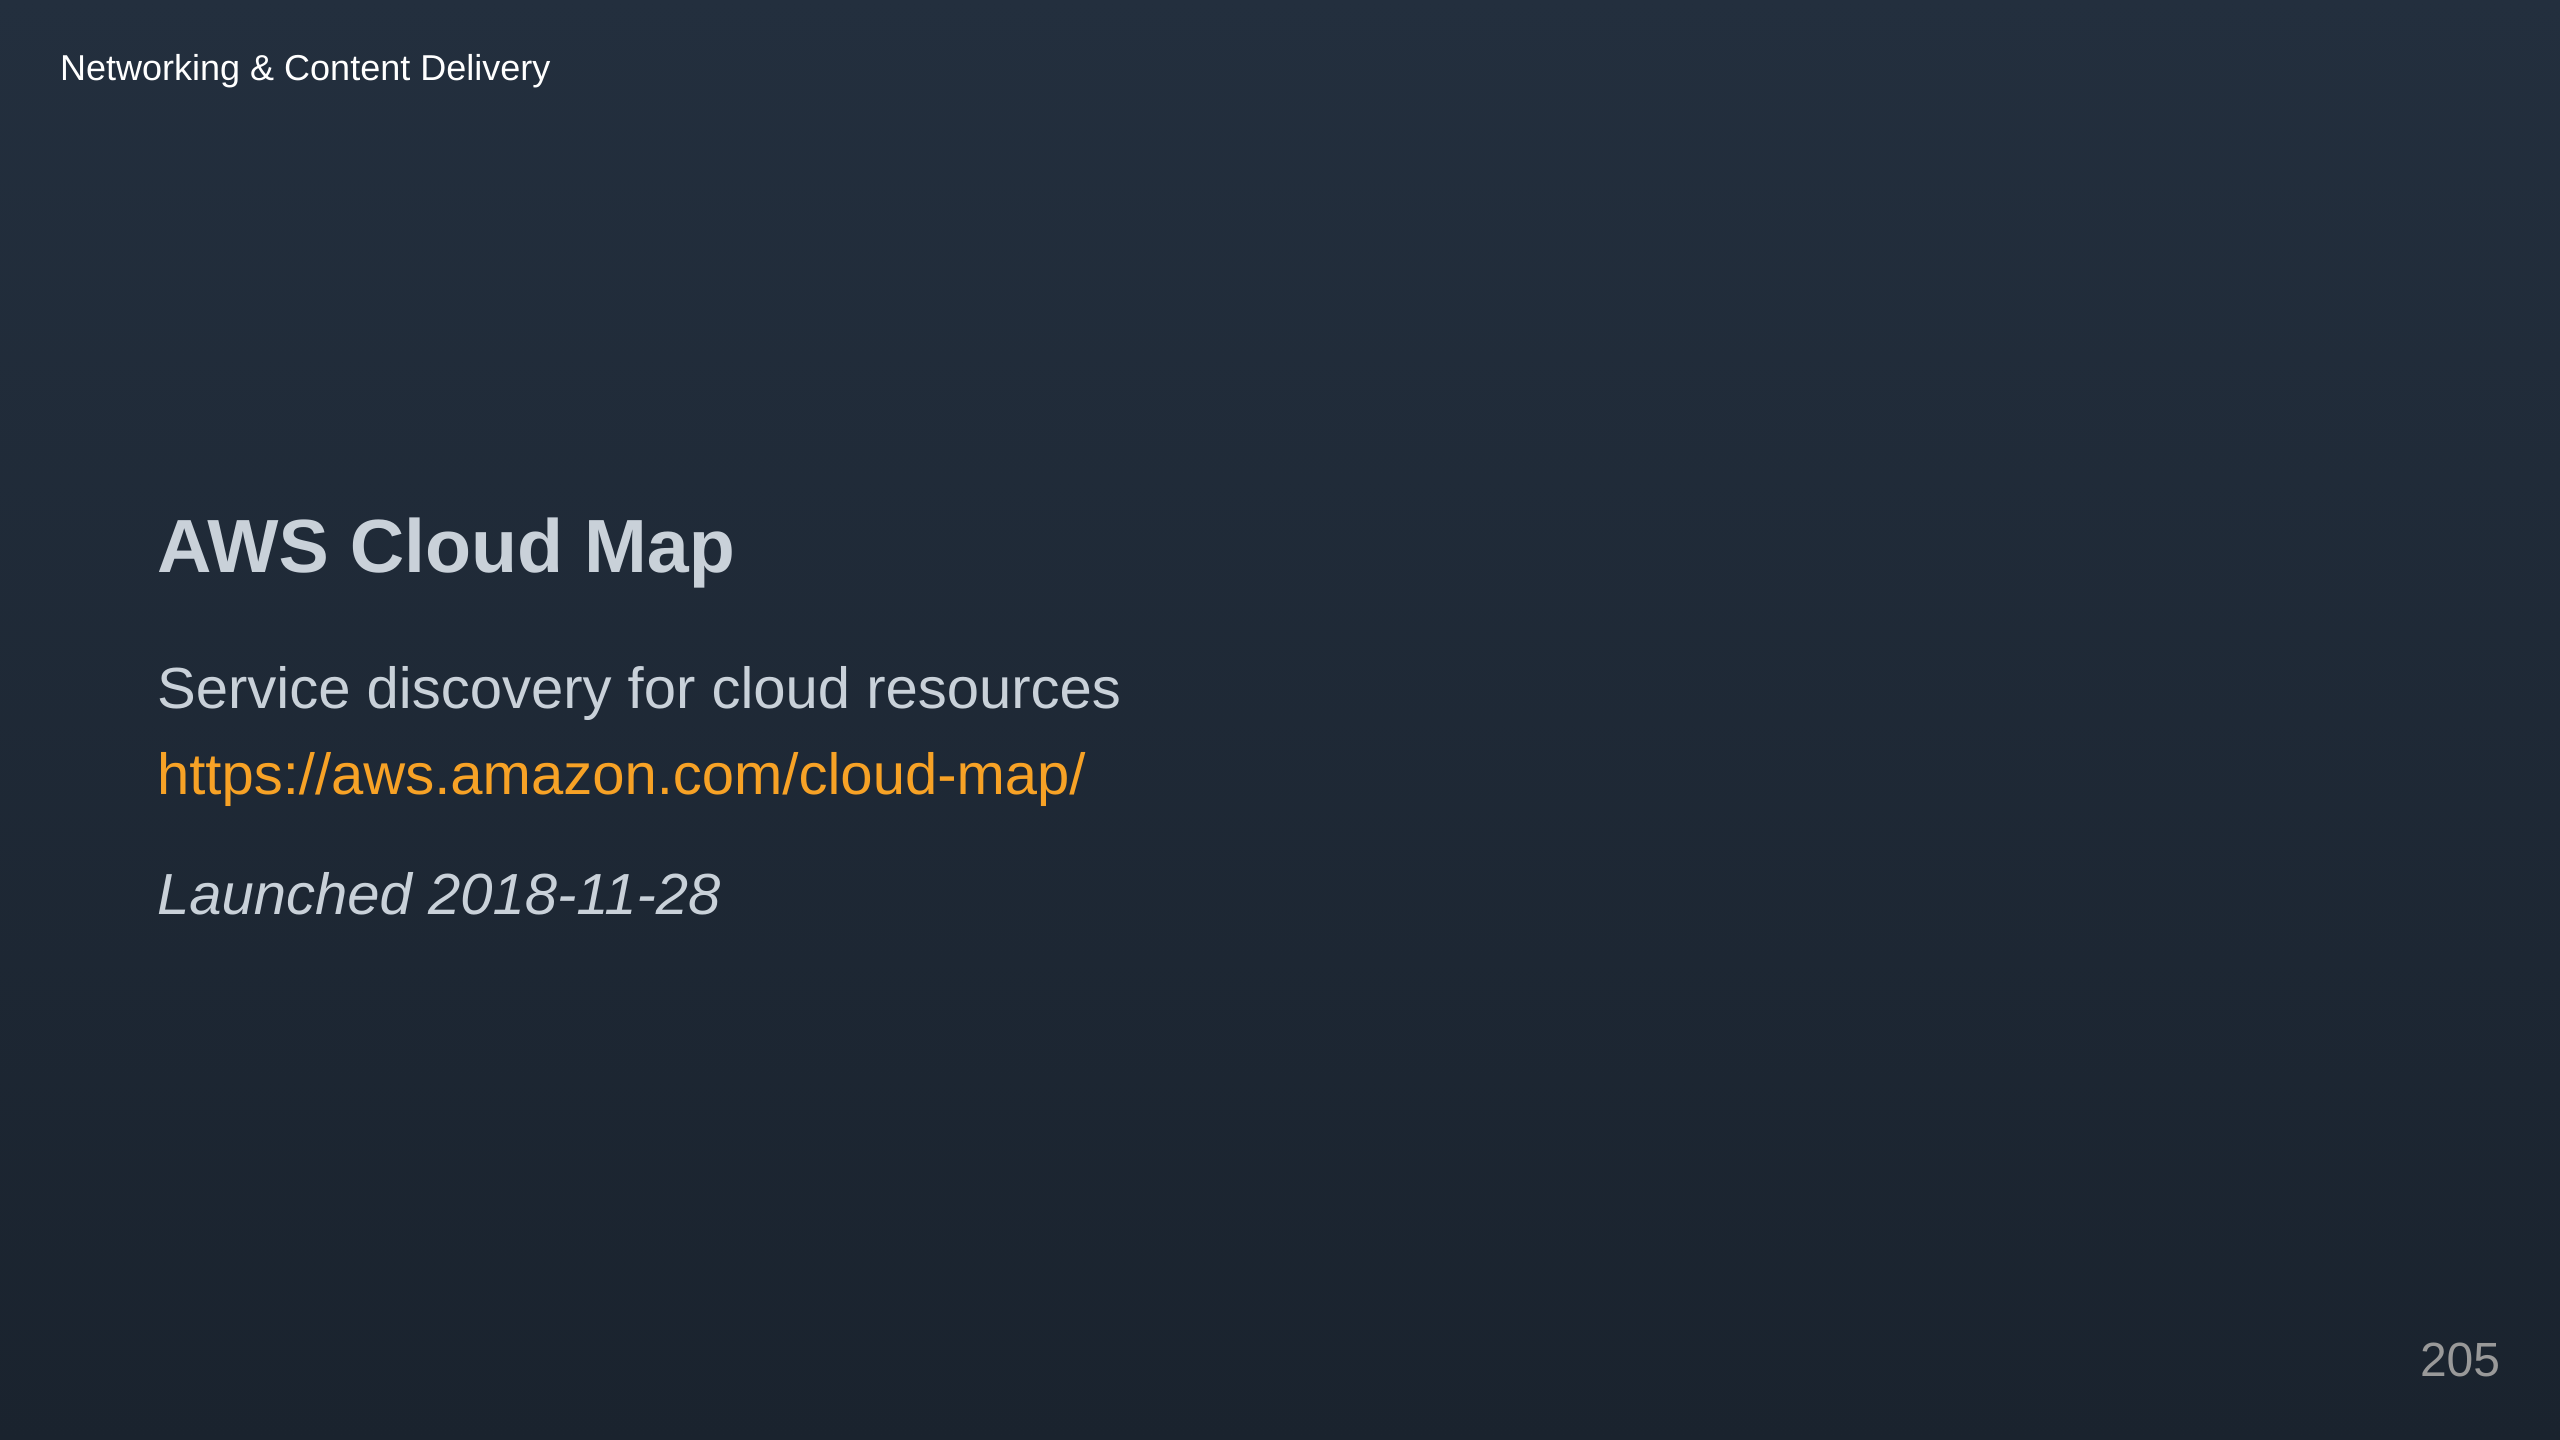 Networking & Content Delivery
AWS Cloud Map
Service discovery for cloud resources
https://aws.amazon.com/cloud-map/
Launched 2018-11-28
205